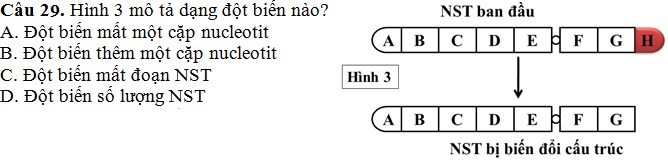 Câu 29. Hình 3 mô tả dạng đột biến nào?
A. Đột biến mất một cặp nucleotit
B. Đột biến thêm một cặp nucleotit
C. Đột biến mất đoạn NST
D. Đột biến số lượng NST
NST ban đầu
A B C D E F G H
Hình 3
A B C D E F G
NST bị biến đổi cấu trúc